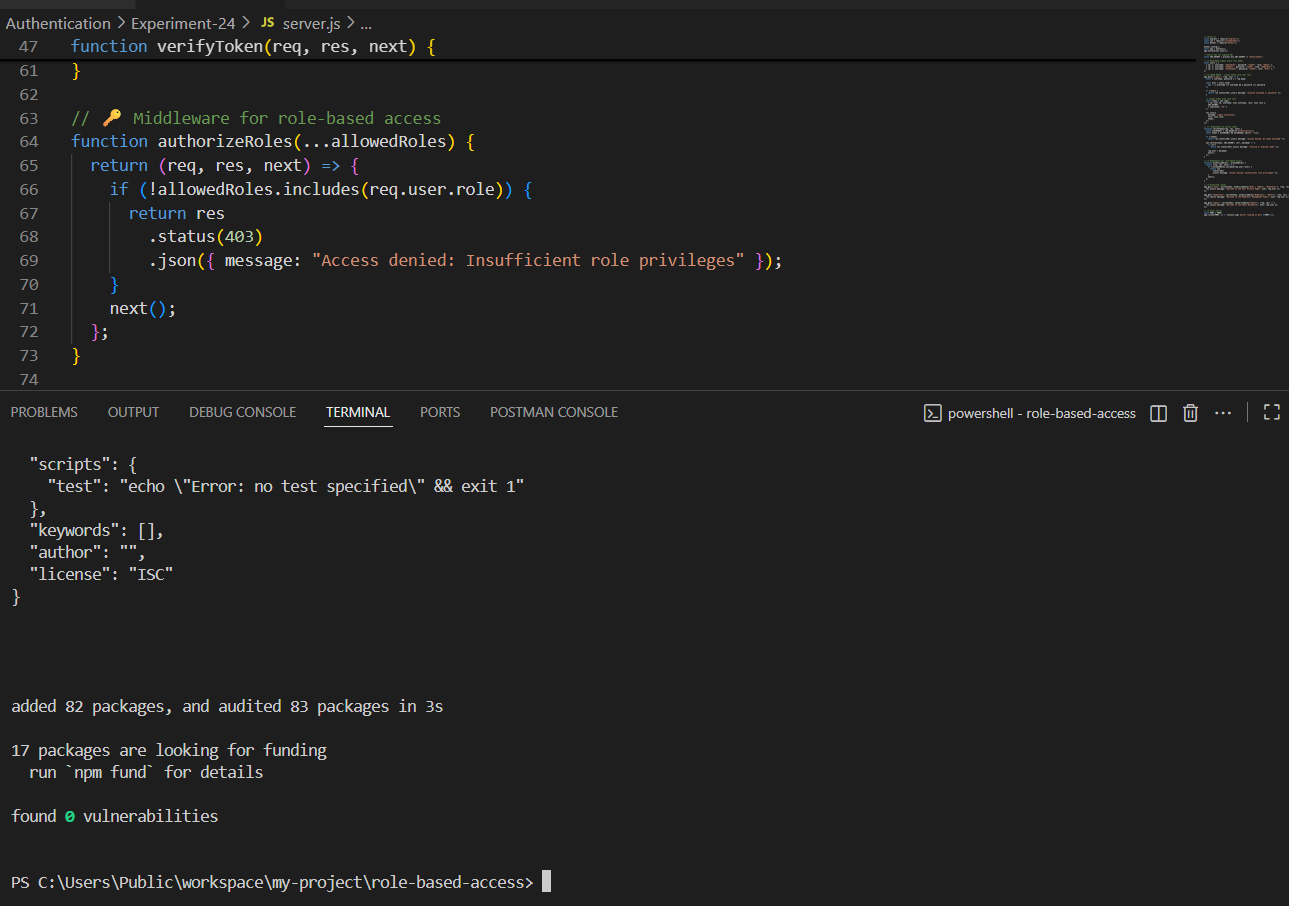 Authentication > Experiment-24 > JS server.js > ...
47 function verifyToken(req, res, next) {
61 }
62
63 // 🔑 Middleware for role-based access
64 function authorizeRoles(...allowedRoles) {
65 return (req, res, next) => {
66 if (!allowedRoles.includes(req.user.role)) {
67 return res
68 .status(403)
69 .json({ message: "Access denied: Insufficient role privileges" });
70 }
71 next();
72 };
73 }
74
PROBLEMS OUTPUT DEBUG CONSOLE TERMINAL PORTS POSTMAN CONSOLE powershell - role-based-access ...
"scripts": {
"test": "echo \"Error: no test specified\" && exit 1"
},
"keywords": [],
"author": "",
"license": "ISC"
}
added 82 packages, and audited 83 packages in 3s
17 packages are looking for funding
run `npm fund` for details
found 0 vulnerabilities
PS C:\Users\Public\workspace\my-project\role-based-access>